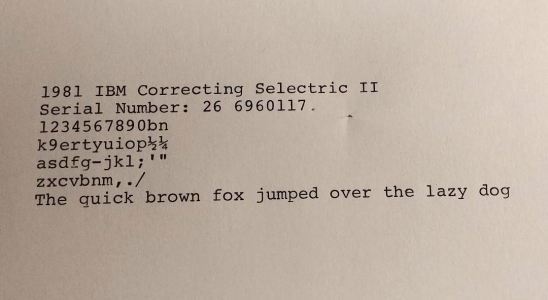 1981 IBM Correcting Selectric II
Serial Number: 26 6960117.
1234567890bn
k9ertyuiop½¼
asdfg-jkl;'"
zxcvbnm,./
The quick brown fox jumped over the lazy dog